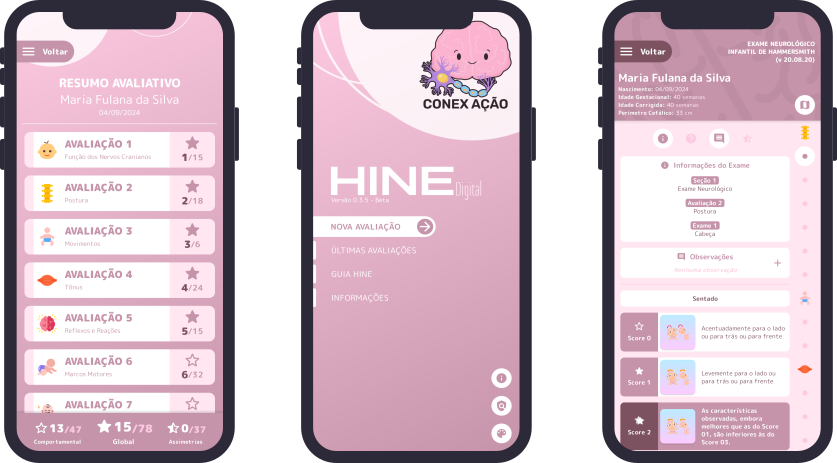 Voltar
RESUMO AVALIATIVO
Maria Fulana da Silva
04/09/2024
AVALIAÇÃO 1
Função dos Nervos Cranianos
1/15
AVALIAÇÃO 2
Postura
2/18
AVALIAÇÃO 3
Movimentos
3/6
AVALIAÇÃO 4
Tônus
4/24
AVALIAÇÃO 5
Reflexos e Reações
5/15
AVALIAÇÃO 6
Marcos Motores
6/32
AVALIAÇÃO 7
13/47
Comportamental
15/78
Global
0/37
Assimetrias
CONEXAÇÃO
HINE Digital
Versão 0.3.5 - Beta
NOVA AVALIAÇÃO
ÚLTIMAS AVALIAÇÕES
GUIA HINE
INFORMAÇÕES
Voltar
EXAME NEUROLÓGICO
INFANTIL DE HAMMERSMITH
(v 20.08.20)
Maria Fulana da Silva
Nascimento: 04/09/2024
Idade Gestacional: 40 semanas
Idade Corrigida: 40 semanas
Perímetro Cefálico: 33 cm
Informações do Exame
Seção 1
Exame Neurológico
Avaliação 2
Postura
Exame 1
Cabeça
Observações
Nenhuma observação
Sentado
Score 0
Acentuadamente para o lado
ou para trás ou para frente
Score 1
Levemente para o lado ou
para trás ou para frente
Score 2
As características
observadas, embora
melhores que as do Score
01, são inferiores às do
Score 03.